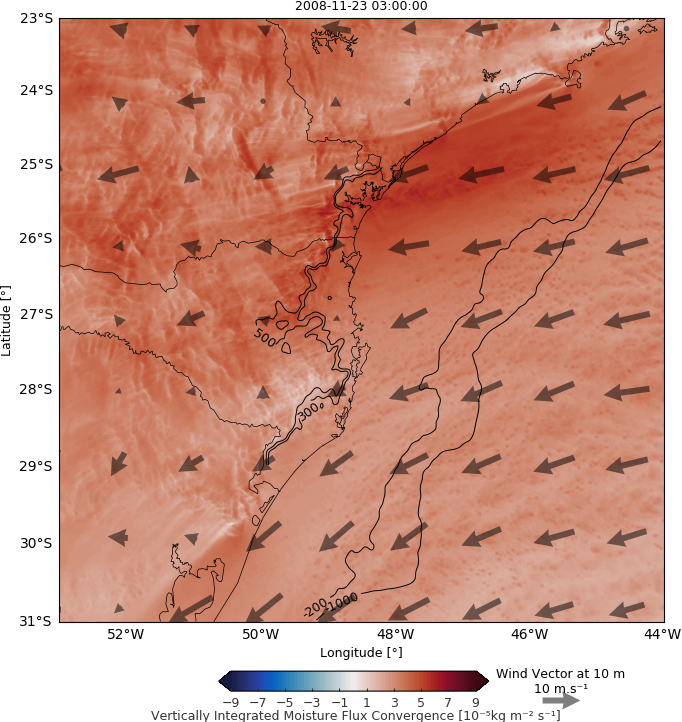 2008-11-23 03:00:00
23°S
24°S
25°S
26°S
27°S
28°S
29°S
30°S
31°S
Latitude [°]
500
300
-200
-1000
52°W 50°W 48°W 46°W 44°W
Longitude [°]
Wind Vector at 10 m
10 m.s⁻¹
−9 −7 −5 −3 −1 1 3 5 7 9
Vertically Integrated Moisture Flux Convergence [10⁻⁵kg m⁻² s⁻¹]